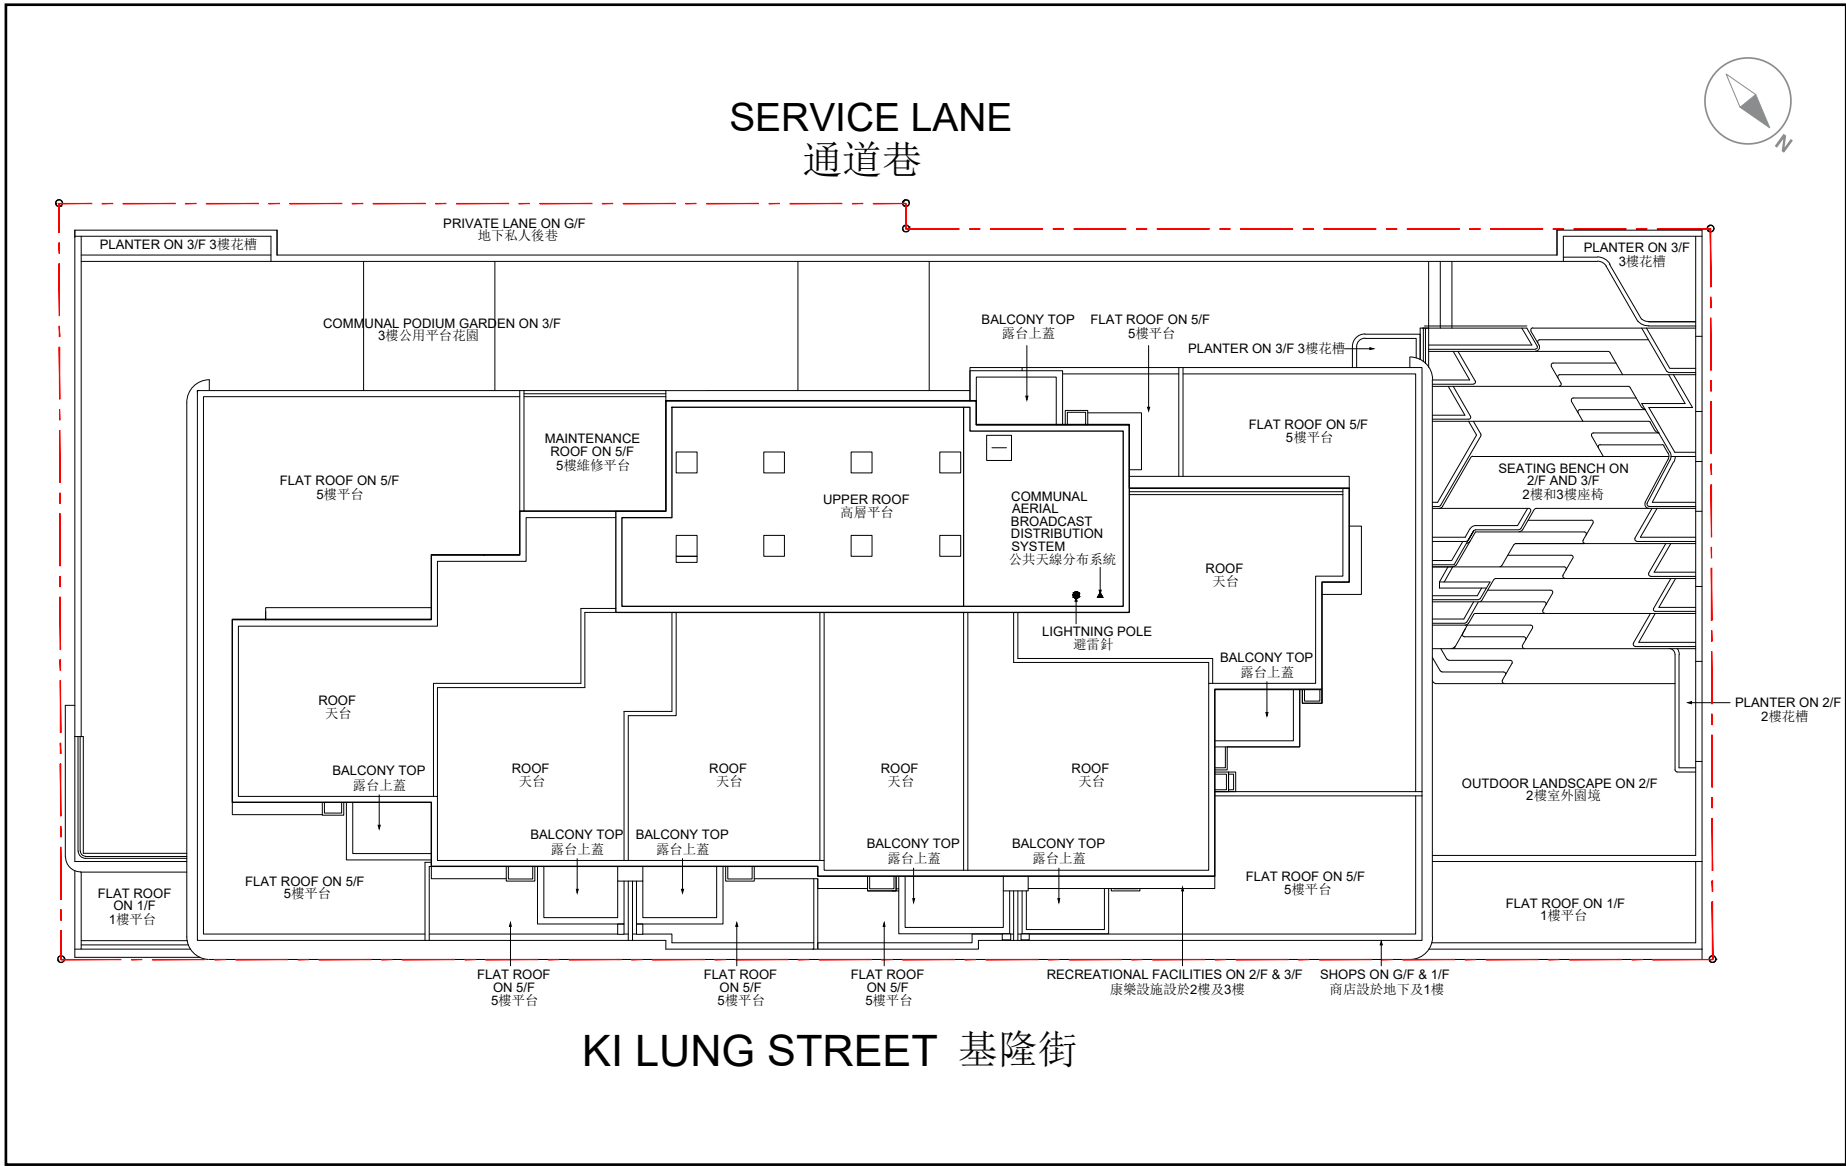 SERVICE LANE
通道巷
N
PRIVATE LANE ON G/F
地下私人後巷
PLANTER ON 3/F 3樓花槽
PLANTER ON 3/F
3樓花槽
COMMUNAL PODIUM GARDEN ON 3/F
3樓公用平台花園
BALCONY TOP
露台上蓋
FLAT ROOF ON 5/F
5樓平台
PLANTER ON 3/F 3樓花槽
FLAT ROOF ON 5/F
5樓平台
MAINTENANCE
ROOF ON 5/F
5樓維修平台
FLAT ROOF ON 5/F
5樓平台
UPPER ROOF
高層平台
COMMUNAL
AERIAL
BROADCAST
DISTRIBUTION
SYSTEM
公共天線分布系統
SEATING BENCH ON
2/F AND 3/F
2樓和3樓座椅
ROOF
天台
LIGHTNING POLE
避雷針
BALCONY TOP
露台上蓋
ROOF
天台
PLANTER ON 2/F
2樓花槽
BALCONY TOP
露台上蓋
ROOF
天台
ROOF
天台
ROOF
天台
ROOF
天台
OUTDOOR LANDSCAPE ON 2/F
2樓室外園境
BALCONY TOP
露台上蓋
BALCONY TOP
露台上蓋
BALCONY TOP
露台上蓋
BALCONY TOP
露台上蓋
FLAT ROOF
ON 1/F
1樓平台
FLAT ROOF ON 5/F
5樓平台
FLAT ROOF ON 5/F
5樓平台
FLAT ROOF ON 1/F
1樓平台
FLAT ROOF
ON 5/F
5樓平台
FLAT ROOF
ON 5/F
5樓平台
FLAT ROOF
ON 5/F
5樓平台
RECREATIONAL FACILITIES ON 2/F & 3/F
康樂設施設於2樓及3樓
SHOPS ON G/F & 1/F
商店設於地下及1樓
KI LUNG STREET 基隆街